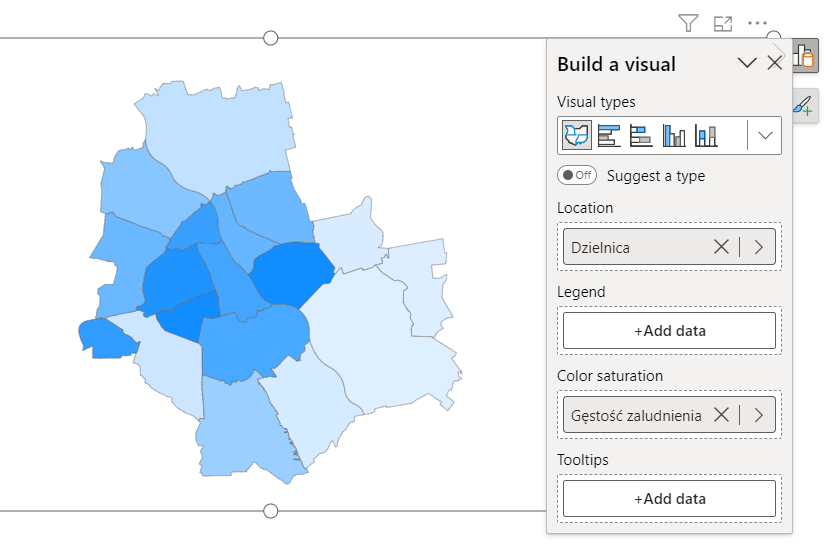 Build a visual
Visual types
Off Suggest a type
Location
Dzielnica
Legend
+Add data
Color saturation
Gęstość zaludnienia
Tooltips
+Add data